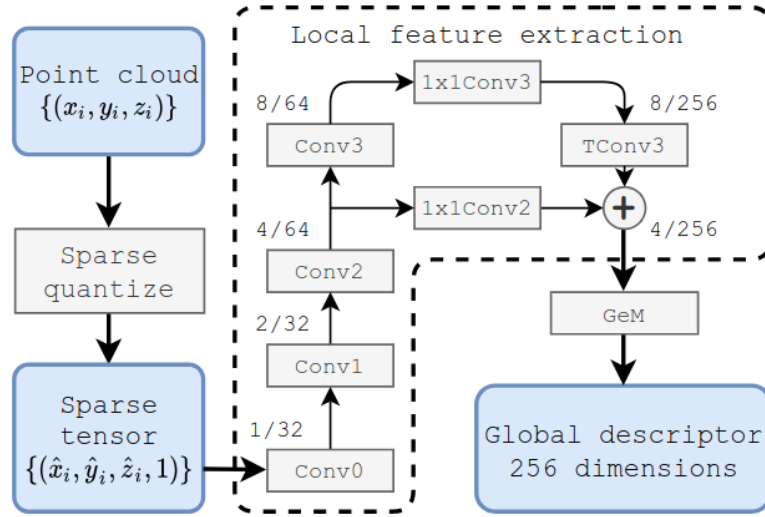 Point cloud
{(x_i, y_i, z_i)}
Sparse
quantize
Sparse
tensor
{(x̂_i, ŷ_i, ẑ_i, 1)}
Local feature extraction
8/64
1x1Conv3
8/256
Conv3
TConv3
1x1Conv2
+
4/64
4/256
Conv2
2/32
Conv1
1/32
Conv0
GeM
Global descriptor
256 dimensions